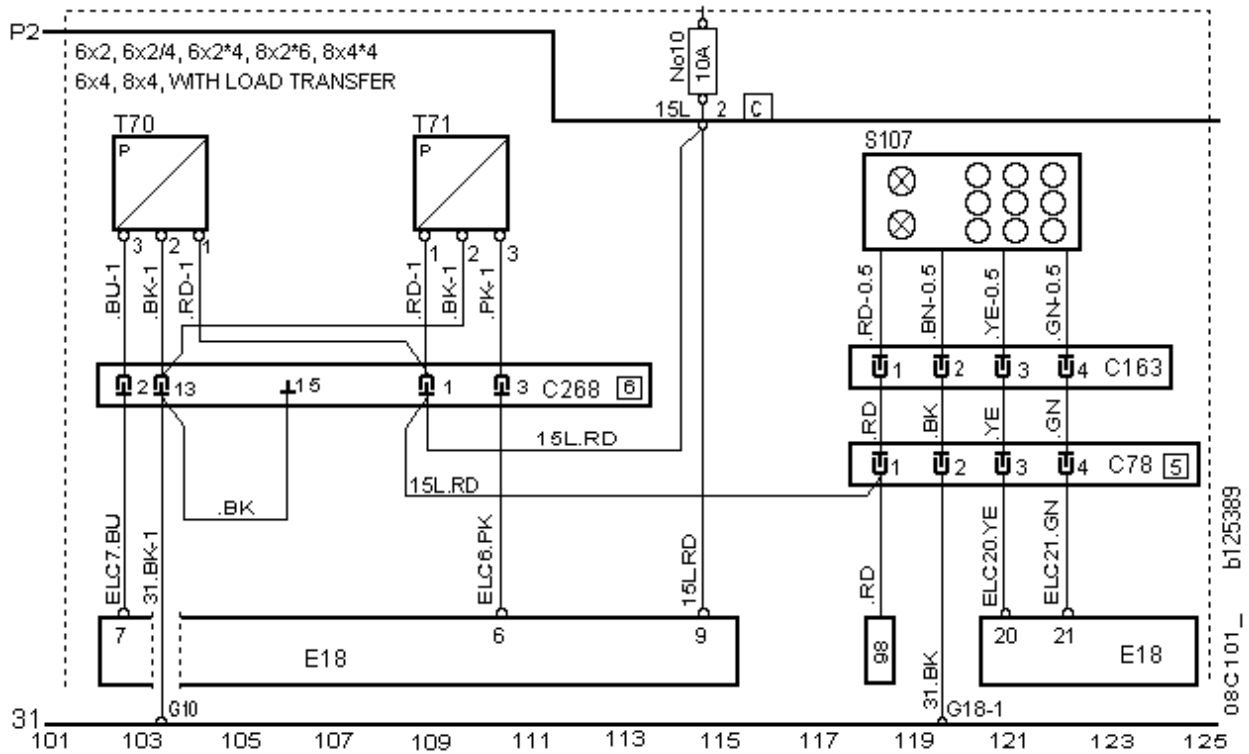 P2
6x2, 6x2/4, 6x2*4, 8x2*6, 8x4*4
6x4, 8x4, WITH LOAD TRANSFER
No10
10A
15L 2 C
T70
P
3 2 1
T71
P
1 2 3
S107
.BU-1
.BK-1
.RD-1
.RD-1
.BK-1
.PK-1
.RD-0.5
.BN-0.5
.YE-0.5
.GN-0.5
2 13 15 1 3 C268 6
1 2 3 4 C163
.RD
.BK
.YE
.GN
15L.RD
1 2 3 4 C78 5
15L.RD
.BK
ELC7.BU
31.BK-1
ELC6.PK
15L.RD
.RD
31.BK
ELC20.YE
ELC21.GN
7 6 9
E18
98
20 21
E18
G10
G18-1
31
101 103 105 107 109 111 113 115 117 119 121 123 125
08C101_ b125389